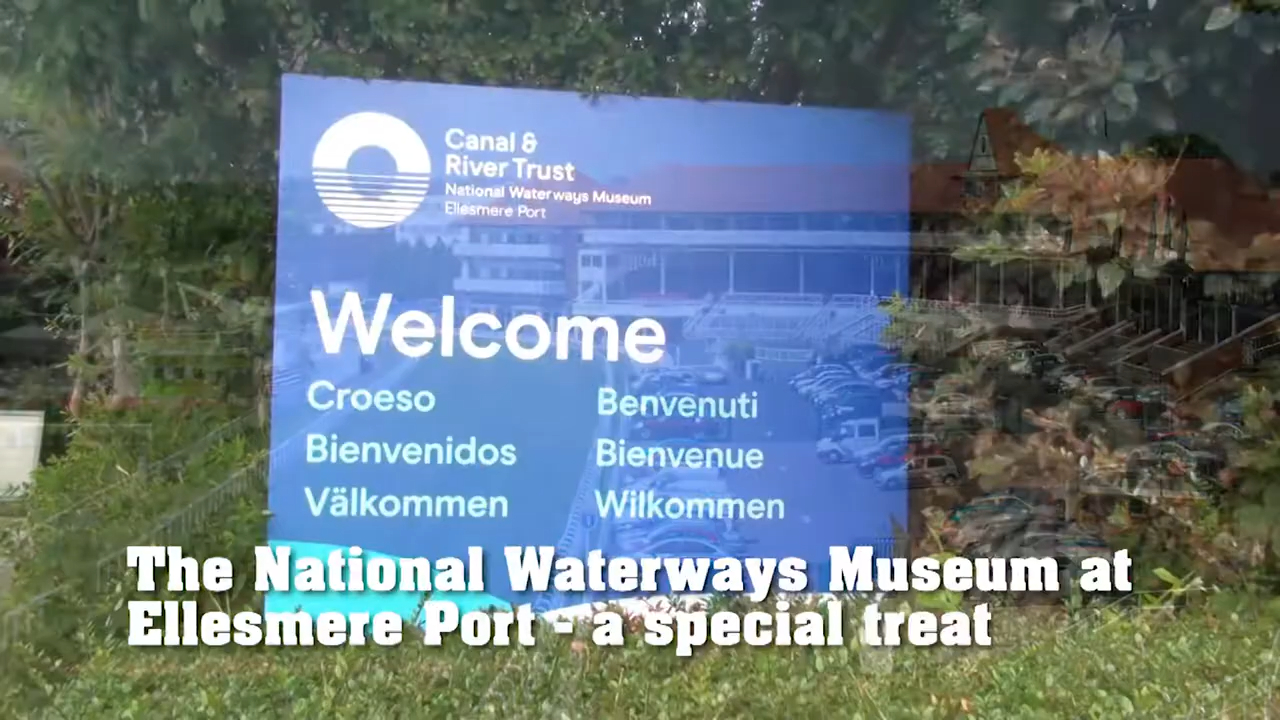 Canal &
River Trust
National Waterways Museum
Ellesmere Port
Welcome
Croeso
Benvenuti
Bienvenidos
Bienvenue
Välkommen
Wilkommen
The National Waterways Museum at
Ellesmere Port - a special treat